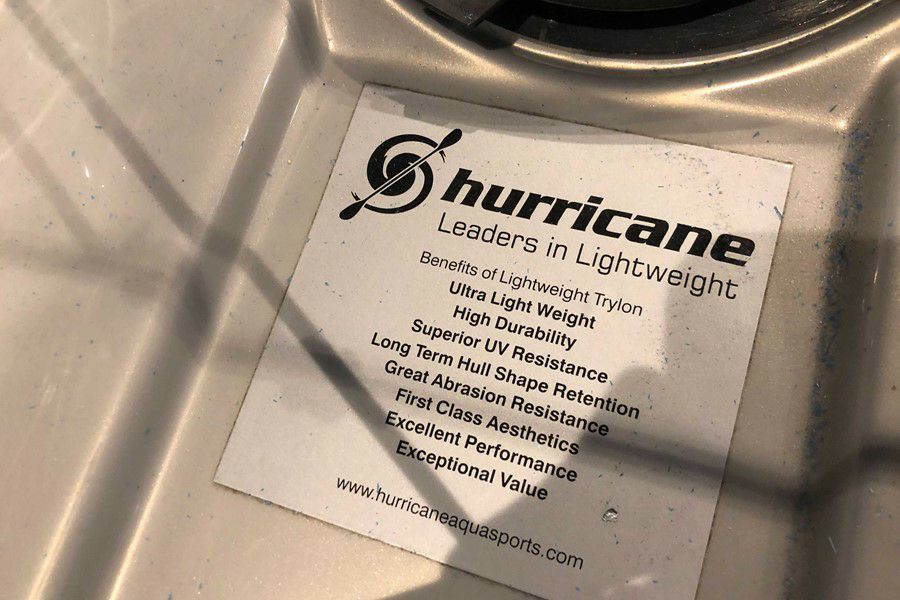 hurricane
Leaders in Lightweight
Benefits of Lightweight Trylon
Ultra Light Weight
High Durability
Superior UV Resistance
Long Term Hull Shape Retention
Great Abrasion Resistance
First Class Aesthetics
Excellent Performance
Exceptional Value
www.hurricaneaquasports.com